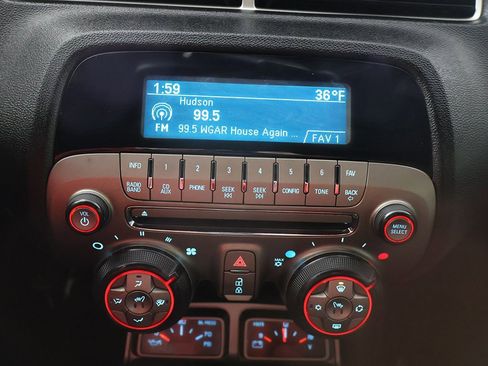 1:59 36°F
Hudson
99.5
FM 99.5 WGAR House Again ... FAV 1
INFO 1 2 3 4 5 6 FAV
RADIO BAND CD AUX PHONE SEEK SEEK CONFIG TONE BACK
VOL
MENU SELECT
MAX